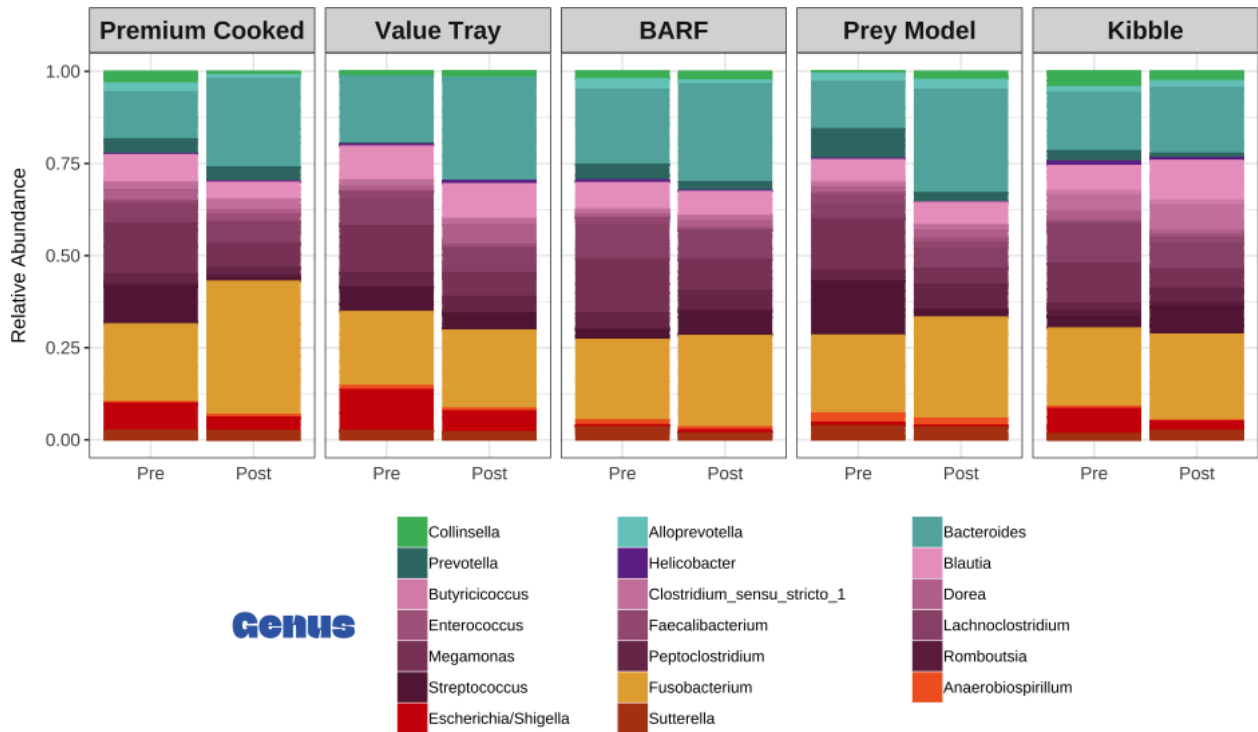 Premium Cooked Value Tray BARF Prey Model Kibble
1.00
0.75
0.50
0.25
0.00
Relative Abundance
Pre Post Pre Post Pre Post Pre Post Pre Post
Genus
Collinsella Alloprevotella Bacteroides
Prevotella Helicobacter Blautia
Butyricicoccus Clostridium_sensu_stricto_1 Dorea
Enterococcus Faecalibacterium Lachnoclostridium
Megamonas Peptoclostridium Romboutsia
Streptococcus Fusobacterium Anaerobiospirillum
Escherichia/Shigella Sutterella